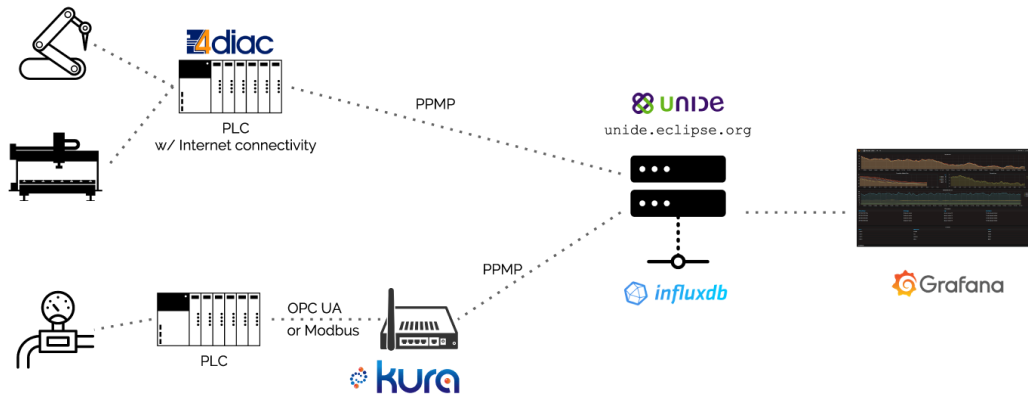 4diac
PLC
w/ Internet connectivity
PPMP
unide
unide.eclipse.org
influxdb
Grafana
PPMP
OPC UA
or Modbus
PLC
kura